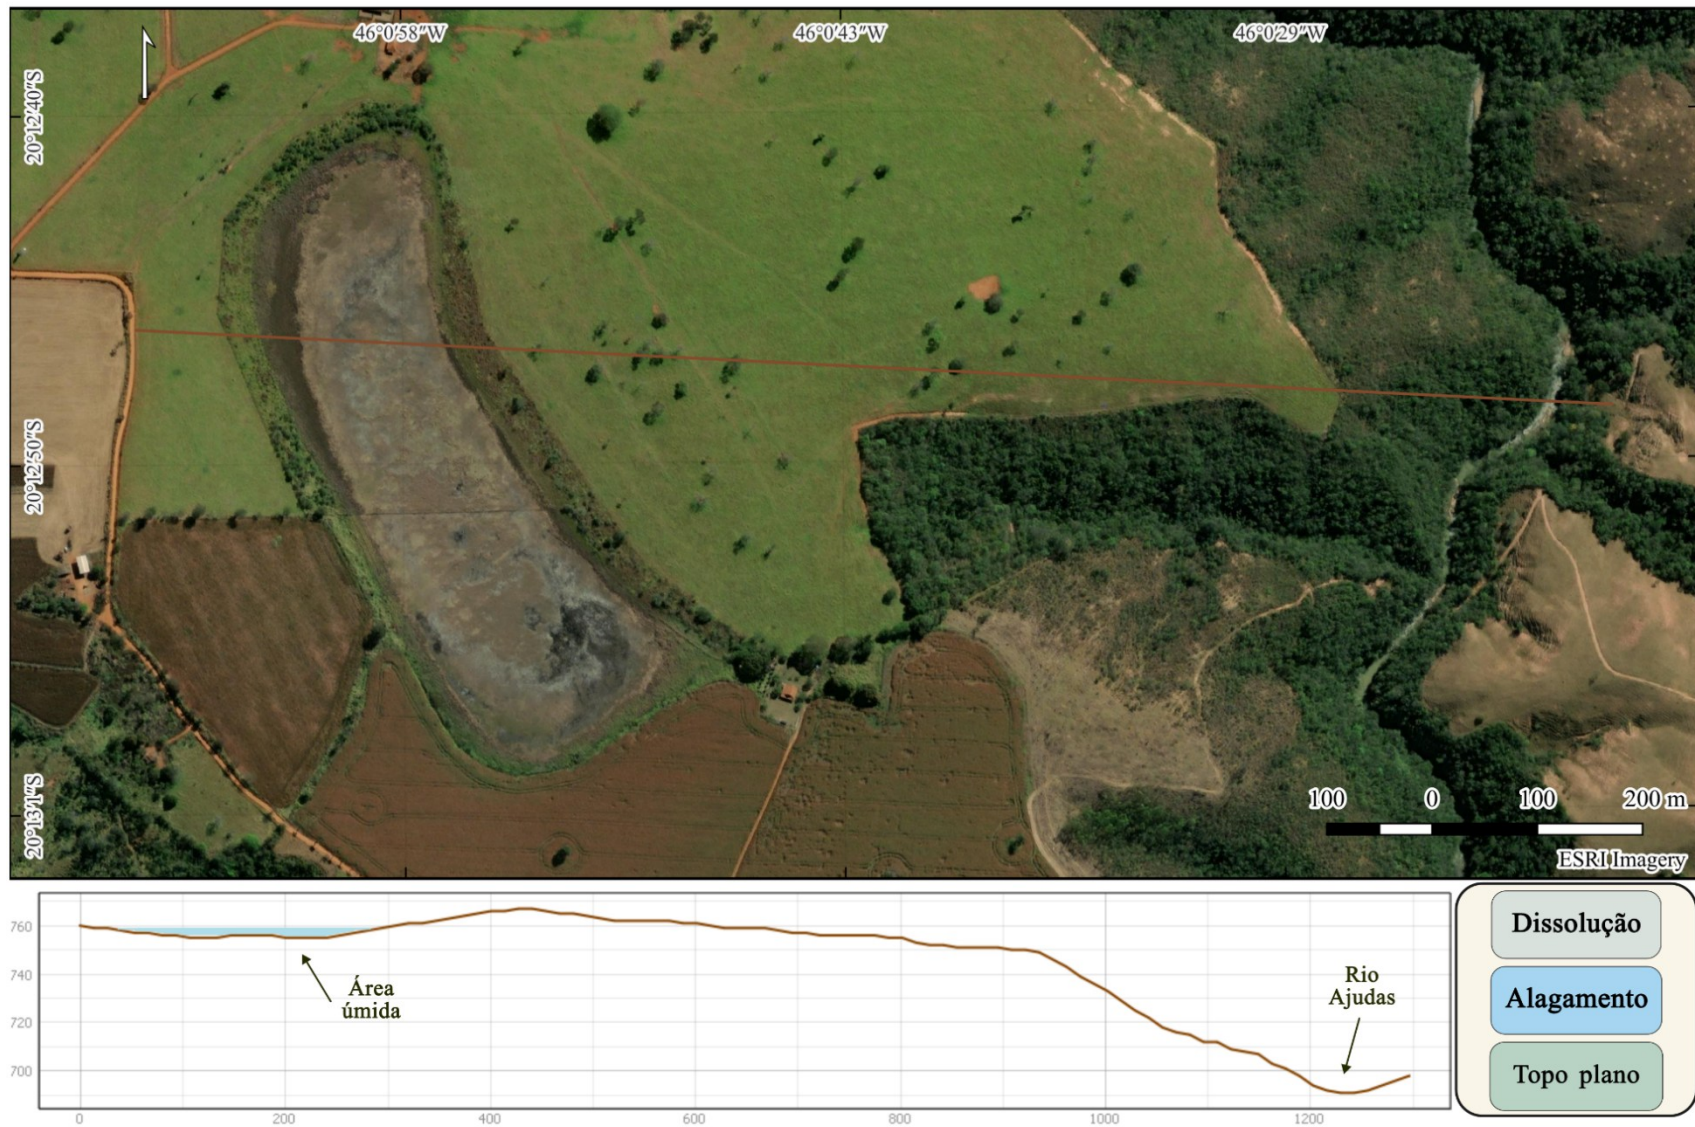 46°0'58"W
46°0'43"W
46°0'29"W
20°12'40"S
20°12'50"S
20°13'1"S
100 0 100 200 m
ESRI Imagery
760
740
720
700
0 200 400 600 800 1000 1200
Área
úmida
Rio
Ajudas
Dissolução
Alagamento
Topo plano